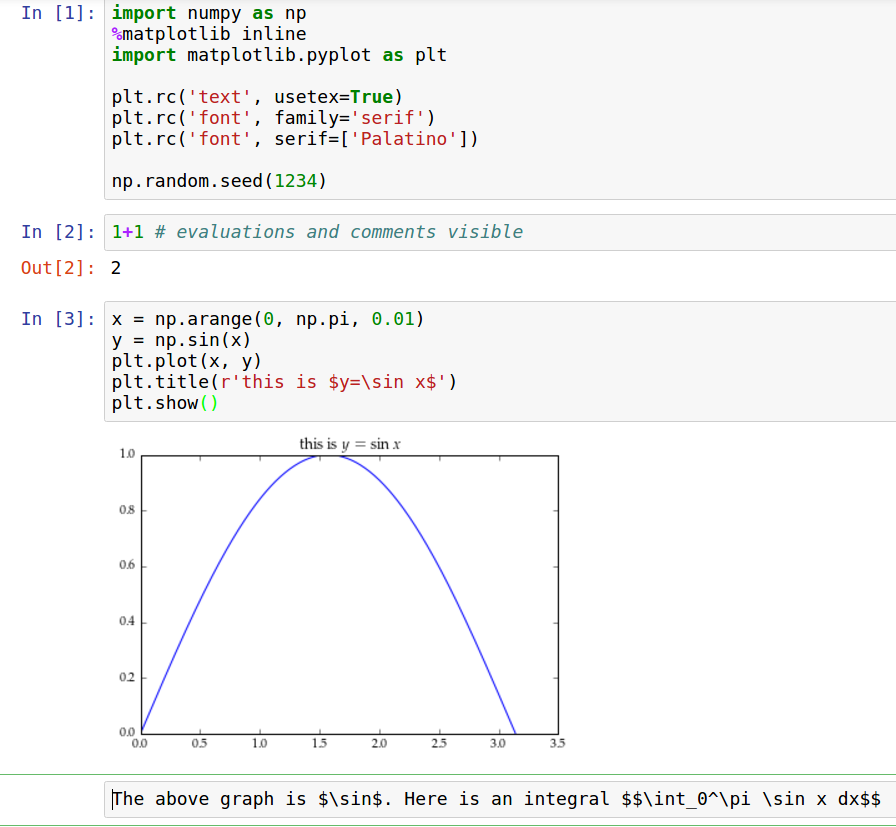 In [1]: import numpy as np
%matplotlib inline
import matplotlib.pyplot as plt
plt.rc('text', usetex=True)
plt.rc('font', family='serif')
plt.rc('font', serif=['Palatino'])
np.random.seed(1234)
In [2]: 1+1 # evaluations and comments visible
Out[2]: 2
In [3]: x = np.arange(0, np.pi, 0.01)
y = np.sin(x)
plt.plot(x, y)
plt.title(r'this is $y=\sin x$')
plt.show()
this is y = sin x
1.0
0.8
0.6
0.4
0.2
0.0
0.0 0.5 1.0 1.5 2.0 2.5 3.0 3.5
The above graph is $\sin$. Here is an integral $$\int_0^\pi \sin x dx$$